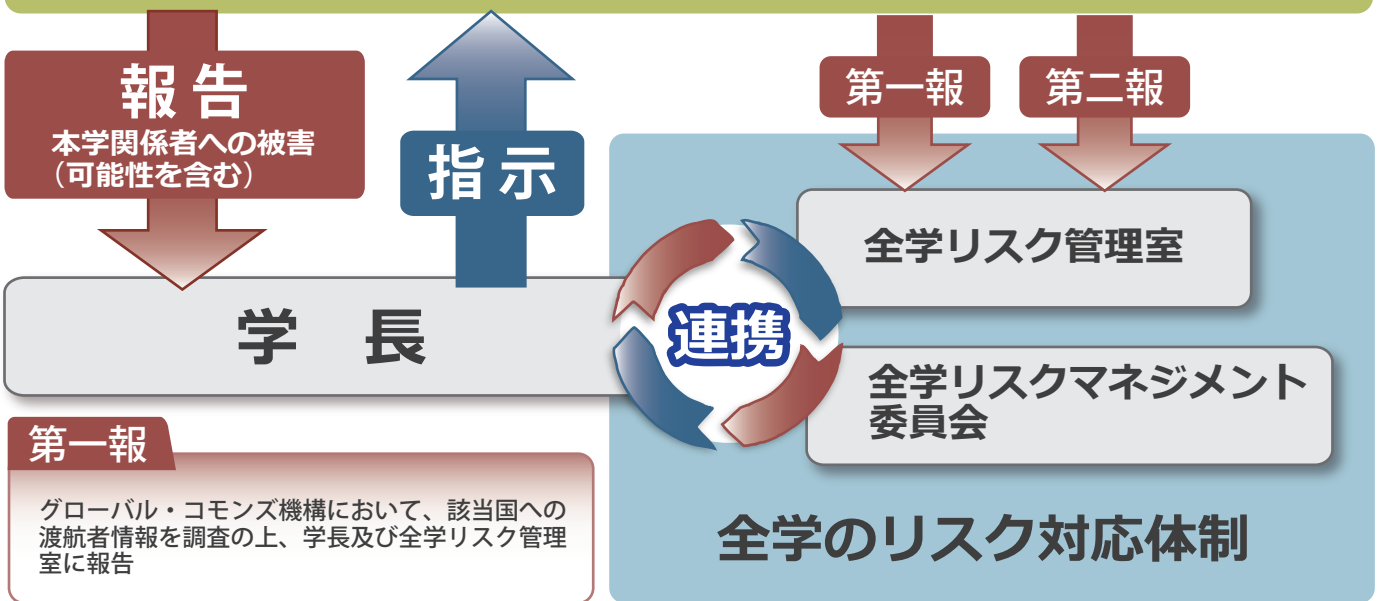 報告
本学関係者への被害
（可能性を含む）
指示
第一報
第二報
全学リスク管理室
学　長
連携
全学リスクマネジメント
委員会
第一報
グローバル・コモンズ機構において、該当国への
渡航者情報を調査の上、学長及び全学リスク管理
室に報告
全学のリスク対応体制